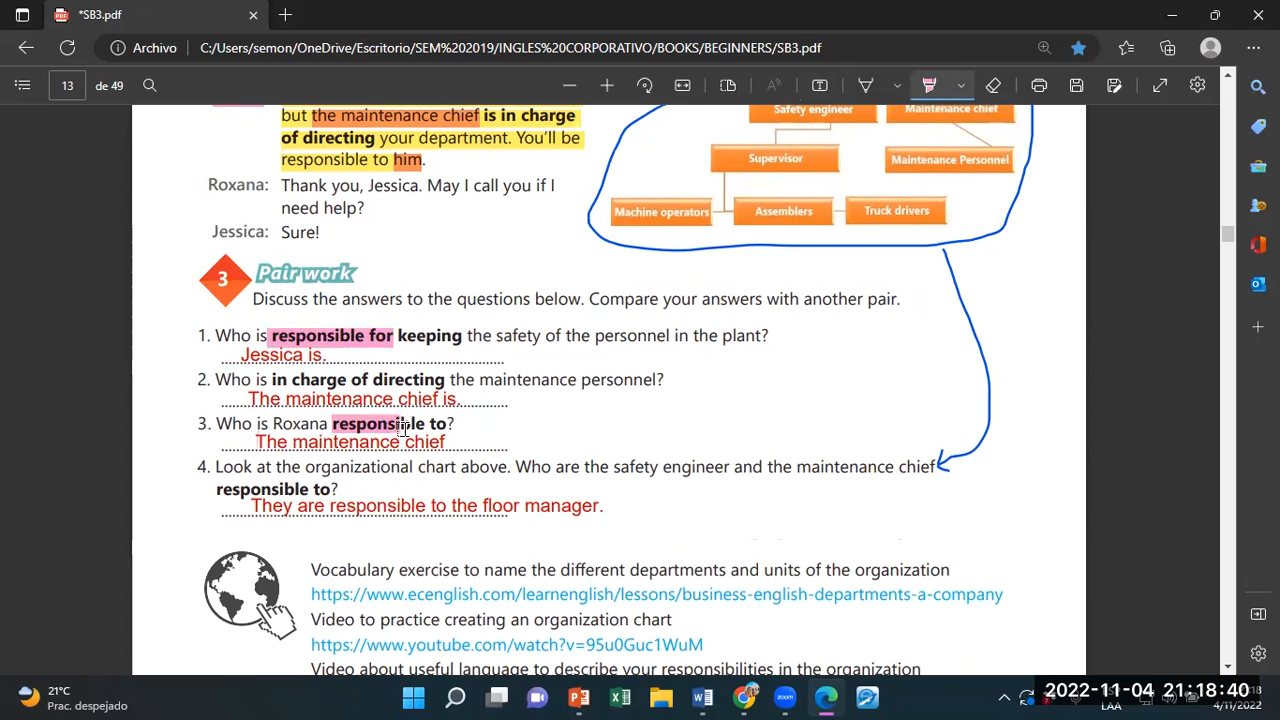 *SB3.pdf
Archivo
C:/Users/semon/OneDrive/Escritorio/SEM%202019/INGLES%20CORPORATIVO/BOOKS/BEGINNERS/SB3.pdf
13 de 49
but the maintenance chief is in charge
of directing your department. You'll be
responsible to him.
Roxana: Thank you, Jessica. May I call you if I
need help?
Jessica: Sure!
Safety engineer
Maintenance chief
Supervisor
Maintenance Personnel
Machine operators
Assemblers
Truck drivers
3 Pair work
Discuss the answers to the questions below. Compare your answers with another pair.
1. Who is responsible for keeping the safety of the personnel in the plant?
Jessica is.
2. Who is in charge of directing the maintenance personnel?
The maintenance chief is.
3. Who is Roxana responsible to?
The maintenance chief
4. Look at the organizational chart above. Who are the safety engineer and the maintenance chief
responsible to?
They are responsible to the floor manager.
Vocabulary exercise to name the different departments and units of the organization
https://www.ecenglish.com/learnenglish/lessons/business-english-departments-a-company
Video to practice creating an organization chart
https://www.youtube.com/watch?v=95u0Guc1WuM
Video about useful language to describe your responsibilities in the organization
21°C
Prac. despejado
zoom
LAA
2022-11-04 21:18:40
4/11/2022